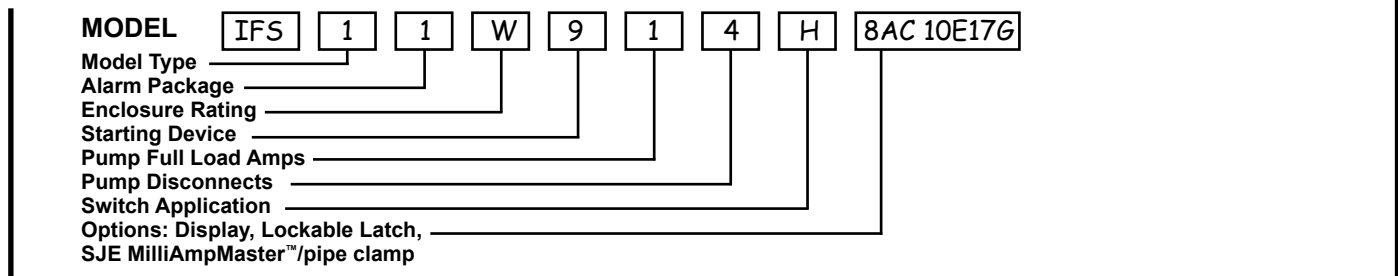 MODEL IFS 1 1 W 9 1 4 H 8AC 10E17G
Model Type
Alarm Package
Enclosure Rating
Starting Device
Pump Full Load Amps
Pump Disconnects
Switch Application
Options: Display, Lockable Latch,
SJE MilliAmpMaster™/pipe clamp